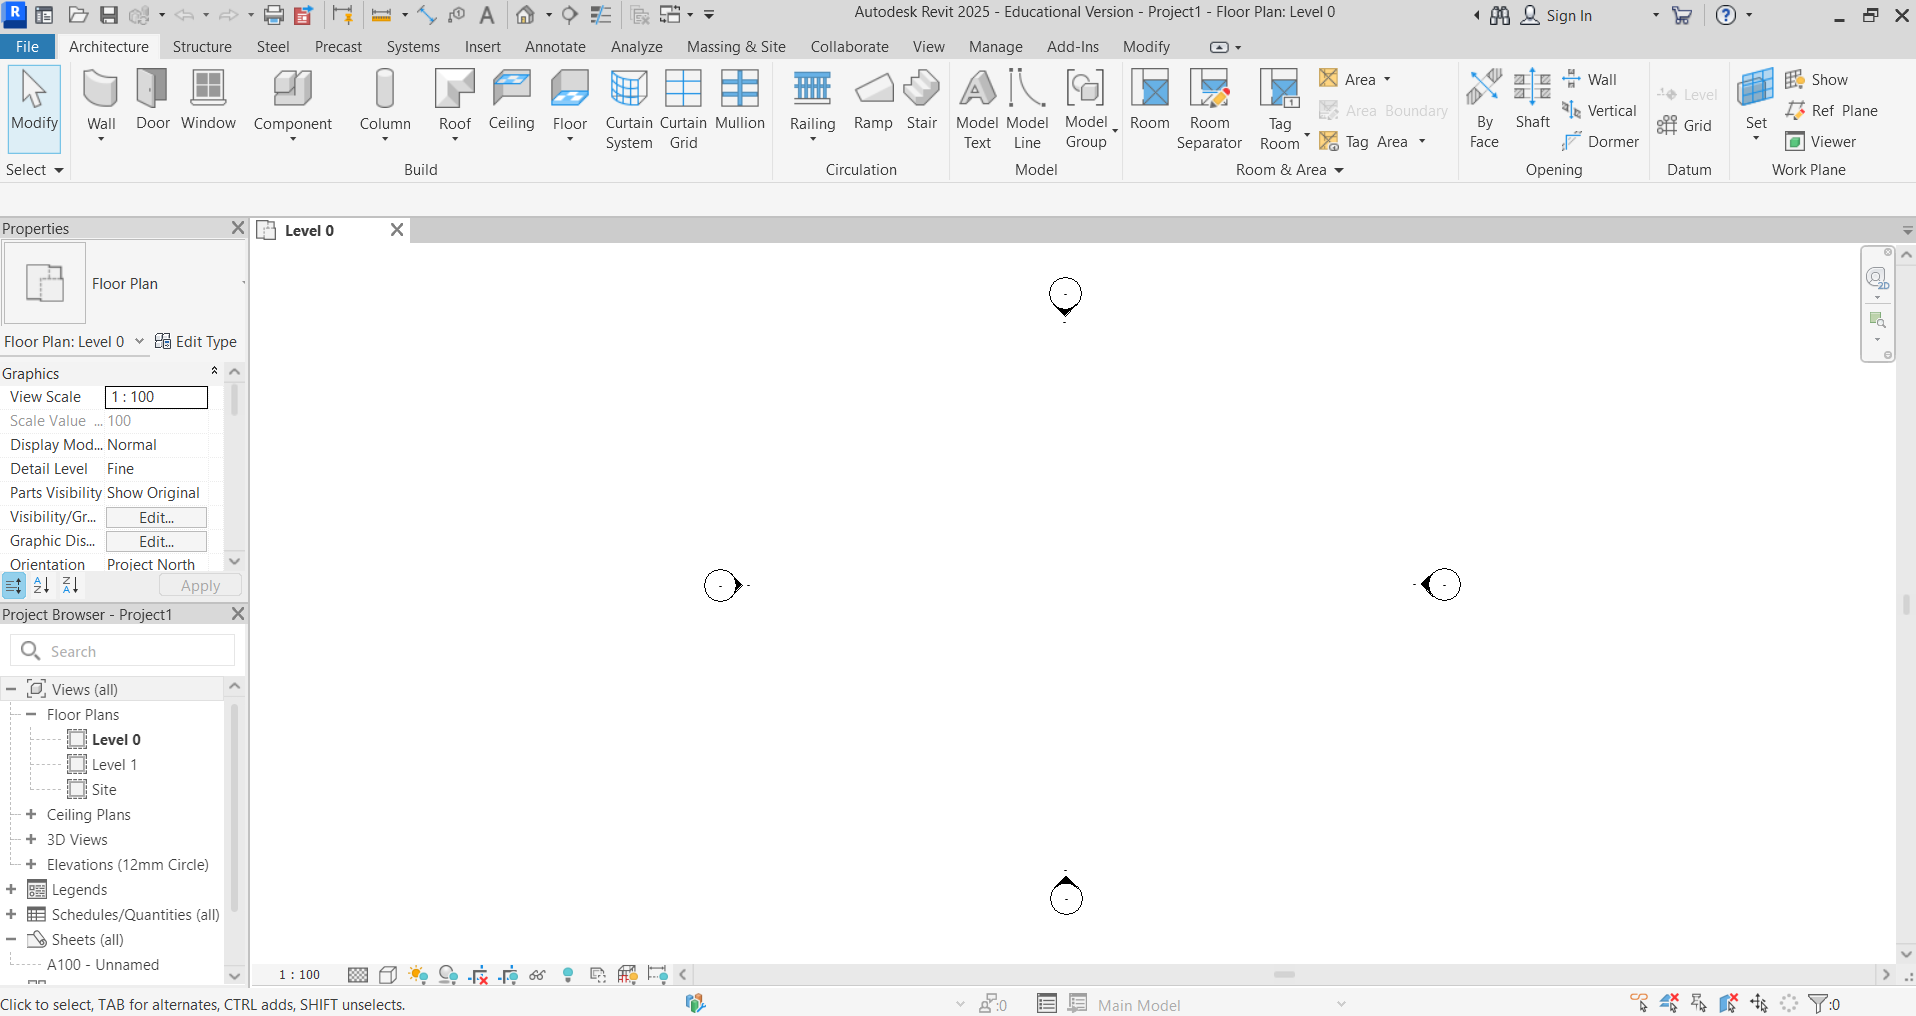 Autodesk Revit 2025 - Educational Version - Project1 - Floor Plan: Level 0
Sign In
File Architecture Structure Steel Precast Systems Insert Annotate Analyze Massing & Site Collaborate View Manage Add-Ins Modify
Modify
Select
Wall
Door
Window
Component
Column
Roof
Ceiling
Floor
Curtain System
Curtain Grid
Mullion
Build
Railing
Ramp
Stair
Circulation
Model Text
Model Line
Model Group
Model
Room
Room Separator
Tag Room
Area
Area Boundary
Tag Area
Room & Area
By Face
Shaft
Wall
Vertical
Dormer
Opening
Level
Grid
Datum
Set
Show
Ref Plane
Viewer
Work Plane
Properties
Floor Plan
Floor Plan: Level 0
Edit Type
Graphics
View Scale 1 : 100
Scale Value ... 100
Display Mod... Normal
Detail Level Fine
Parts Visibility Show Original
Visibility/Gr... Edit...
Graphic Dis... Edit...
Orientation Project North
Apply
Project Browser - Project1
Search
Views (all)
Floor Plans
Level 0
Level 1
Site
Ceiling Plans
3D Views
Elevations (12mm Circle)
Legends
Schedules/Quantities (all)
Sheets (all)
A100 - Unnamed
Level 0
2D
1 : 100
Click to select, TAB for alternates, CTRL adds, SHIFT unselects.
:0
Main Model
:0